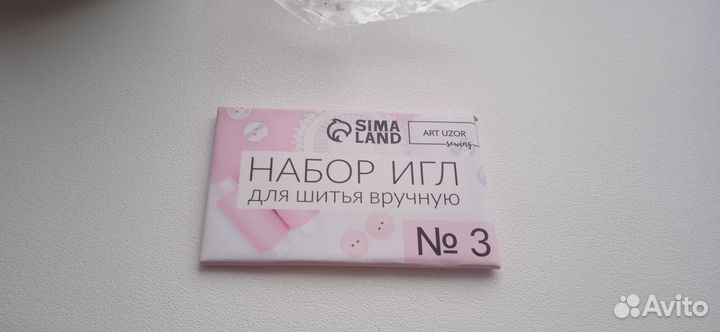 SIMA
LAND
ART UZOR
sewing
НАБОР ИГЛ
для шитья вручную
№ 3
Avito